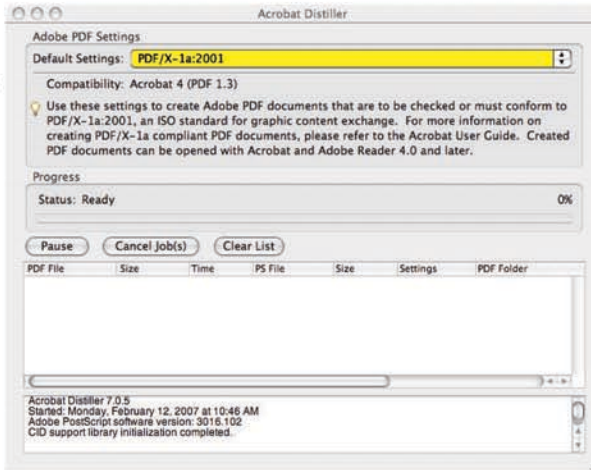 Acrobat Distiller
Adobe PDF Settings
Default Settings: PDF/X-1a:2001
Compatibility: Acrobat 4 (PDF 1.3)
Use these settings to create Adobe PDF documents that are to be checked or must conform to
PDF/X-1a:2001, an ISO standard for graphic content exchange. For more information on
creating PDF/X-1a compliant PDF documents, please refer to the Acrobat User Guide. Created
PDF documents can be opened with Acrobat and Adobe Reader 4.0 and later.
Progress
Status: Ready 0%
Pause Cancel Job(s) Clear List
PDF File Size Time PS File Size Settings PDF Folder
Acrobat Distiller 7.0.5
Started: Monday, February 12, 2007 at 10:46 AM
Adobe PostScript software version: 3016.102
CID support library initialization completed.